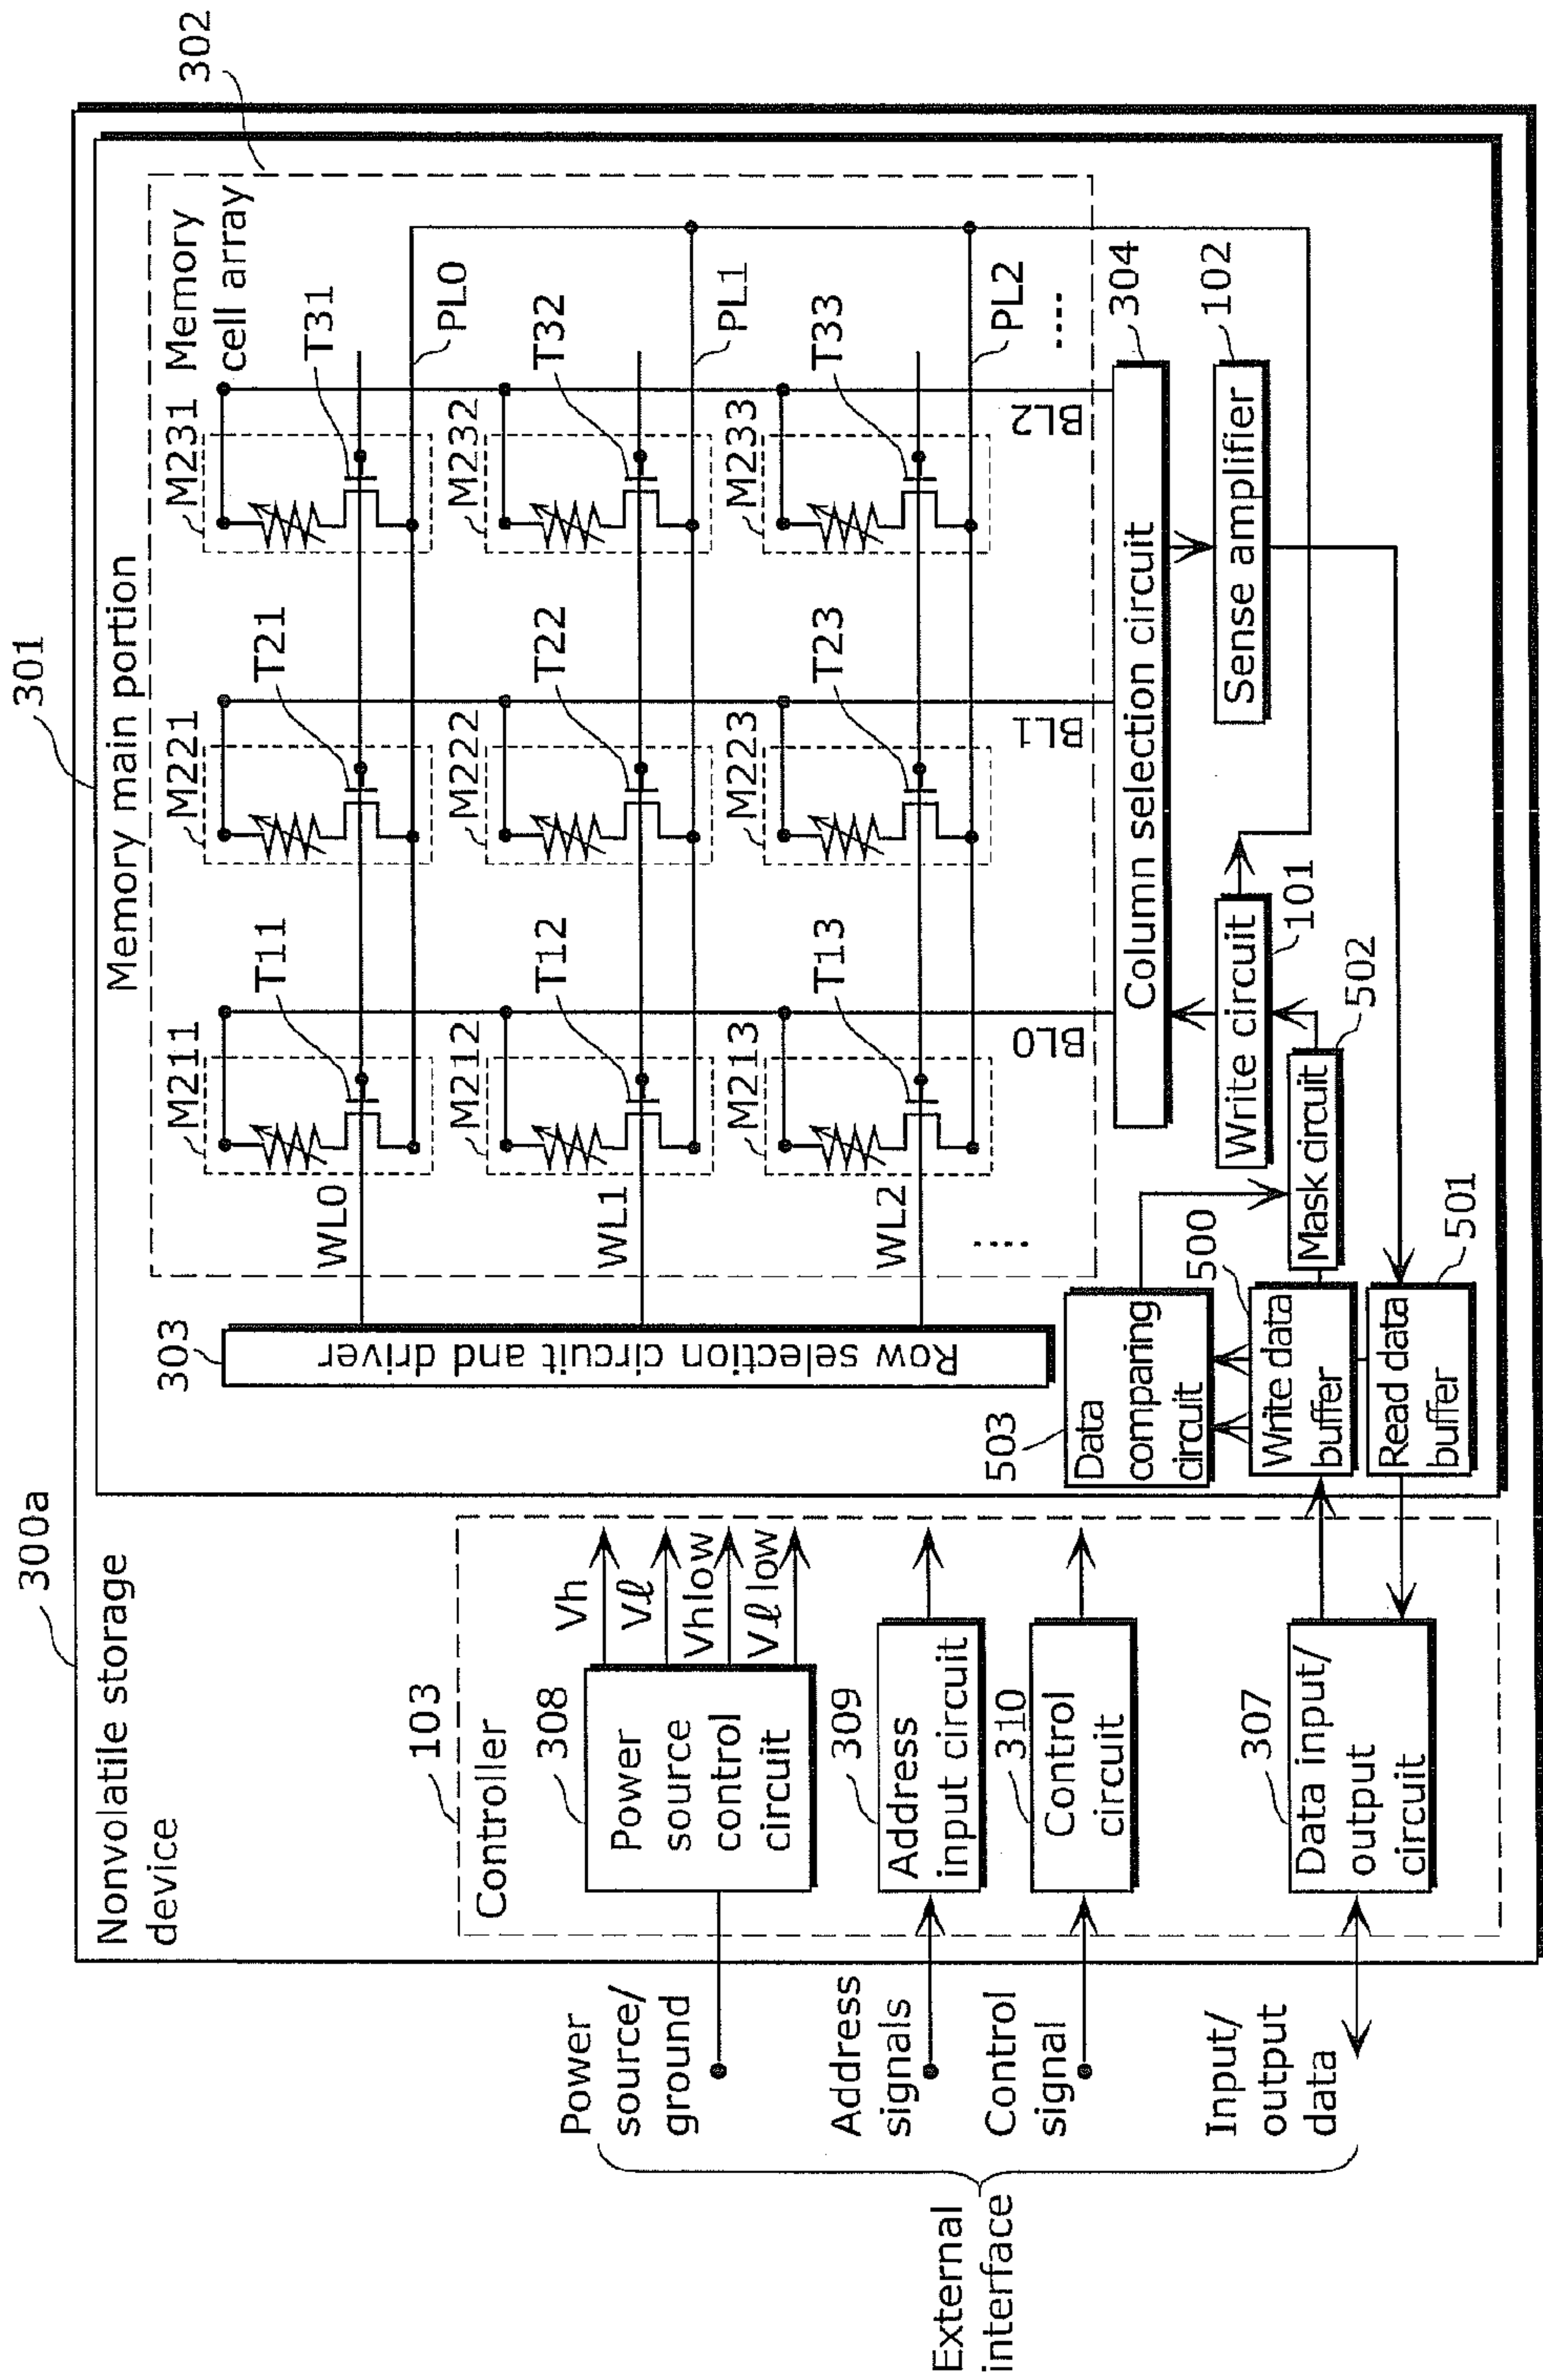 300a
301
302
Nonvolatile storage
device
Memory main portion
Memory
cell array
103
Controller
308
Power
source
control
circuit
Vh
Vℓ
Vhlow
Vℓ low
309
Address
input circuit
310
Control
circuit
307
Data input/
output
circuit
Power
source/
ground
Address
signals
Control
signal
Input/
output
data
External
interface
303
Row selection circuit and driver
M211
T11
M221
T21
M231
T31
WL0
PL0
M212
T12
M222
T22
M232
T32
WL1
PL1
M213
T13
M223
T23
M233
T33
WL2
PL2
....
....
BL0
BL1
BL2
304
Column selection circuit
102
Sense amplifier
Write circuit
101
Mask circuit
502
503
Data
comparing
circuit
500
Write data
buffer
501
Read data
buffer